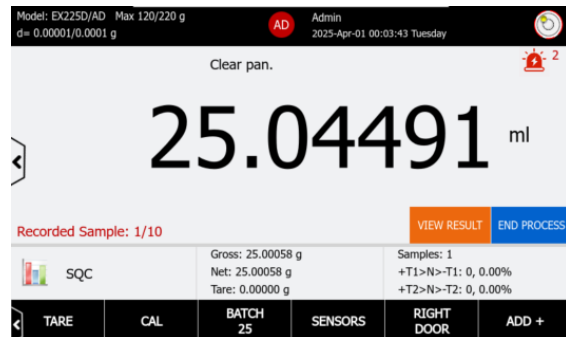 Model: EX225D/AD Max 120/220 g
d= 0.00001/0.0001 g
AD
Admin
2025-Apr-01 00:03:43 Tuesday
2
Clear pan.
25.04491 ml
Recorded Sample: 1/10
VIEW RESULT
END PROCESS
SQC
Gross: 25.00058 g
Net: 25.00058 g
Tare: 0.00000 g
Samples: 1
+T1>N>-T1: 0, 0.00%
+T2>N>-T2: 0, 0.00%
TARE
CAL
BATCH
25
SENSORS
RIGHT
DOOR
ADD +